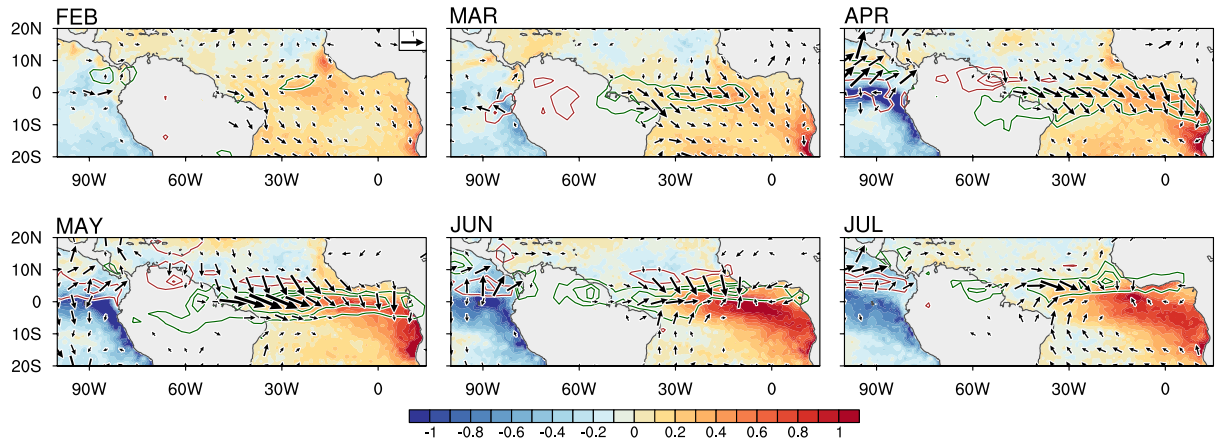 FEB MAR APR
1
20N 10N 0 10S 20S
90W 60W 30W 0 90W 60W 30W 0 90W 60W 30W 0
MAY JUN JUL
20N 10N 0 10S 20S
90W 60W 30W 0 90W 60W 30W 0 90W 60W 30W 0
-1 -0.8 -0.6 -0.4 -0.2 0 0.2 0.4 0.6 0.8 1